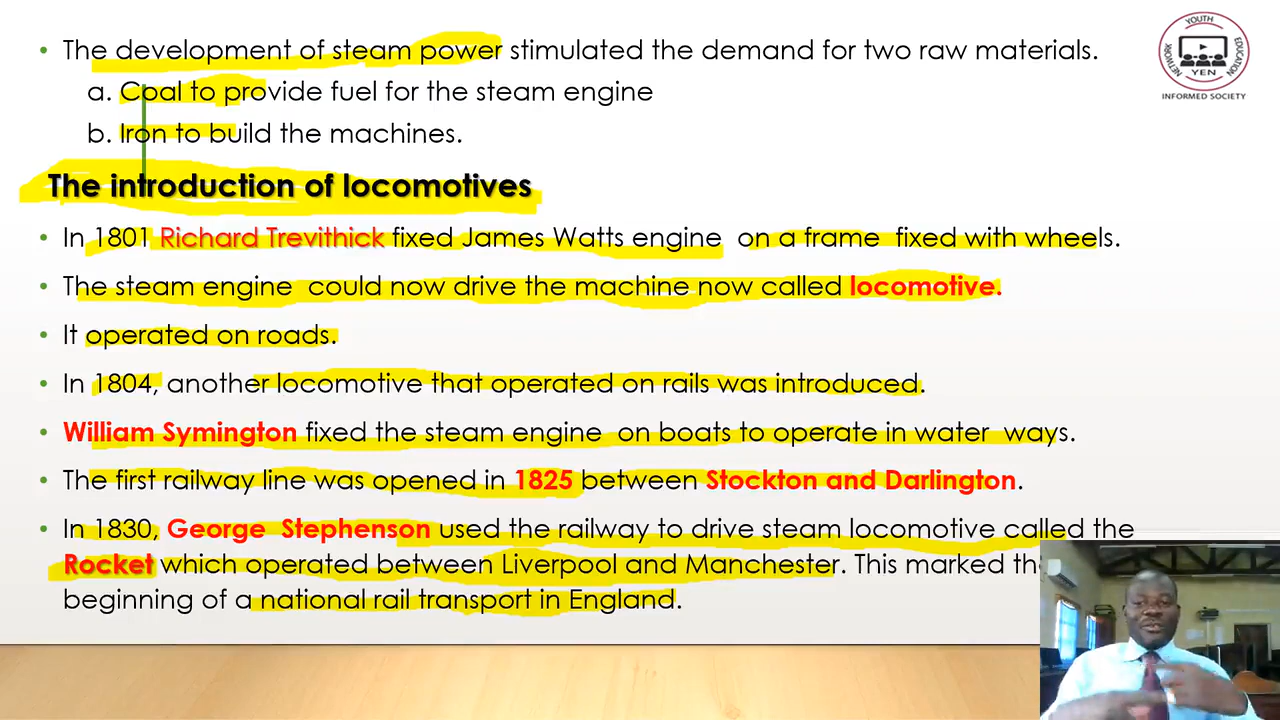 • The development of steam power stimulated the demand for two raw materials.
a. Coal to provide fuel for the steam engine
b. Iron to build the machines.
The introduction of locomotives
• In 1801 Richard Trevithick fixed James Watts engine on a frame fixed with wheels.
• The steam engine could now drive the machine now called locomotive.
• It operated on roads.
• In 1804, another locomotive that operated on rails was introduced.
• William Symington fixed the steam engine on boats to operate in water ways.
• The first railway line was opened in 1825 between Stockton and Darlington.
• In 1830, George Stephenson used the railway to drive steam locomotive called the
Rocket which operated between Liverpool and Manchester. This marked
beginning of a national rail transport in England.
YOUTH
EDUCATION
NETWORK
YEN
INFORMED SOCIETY